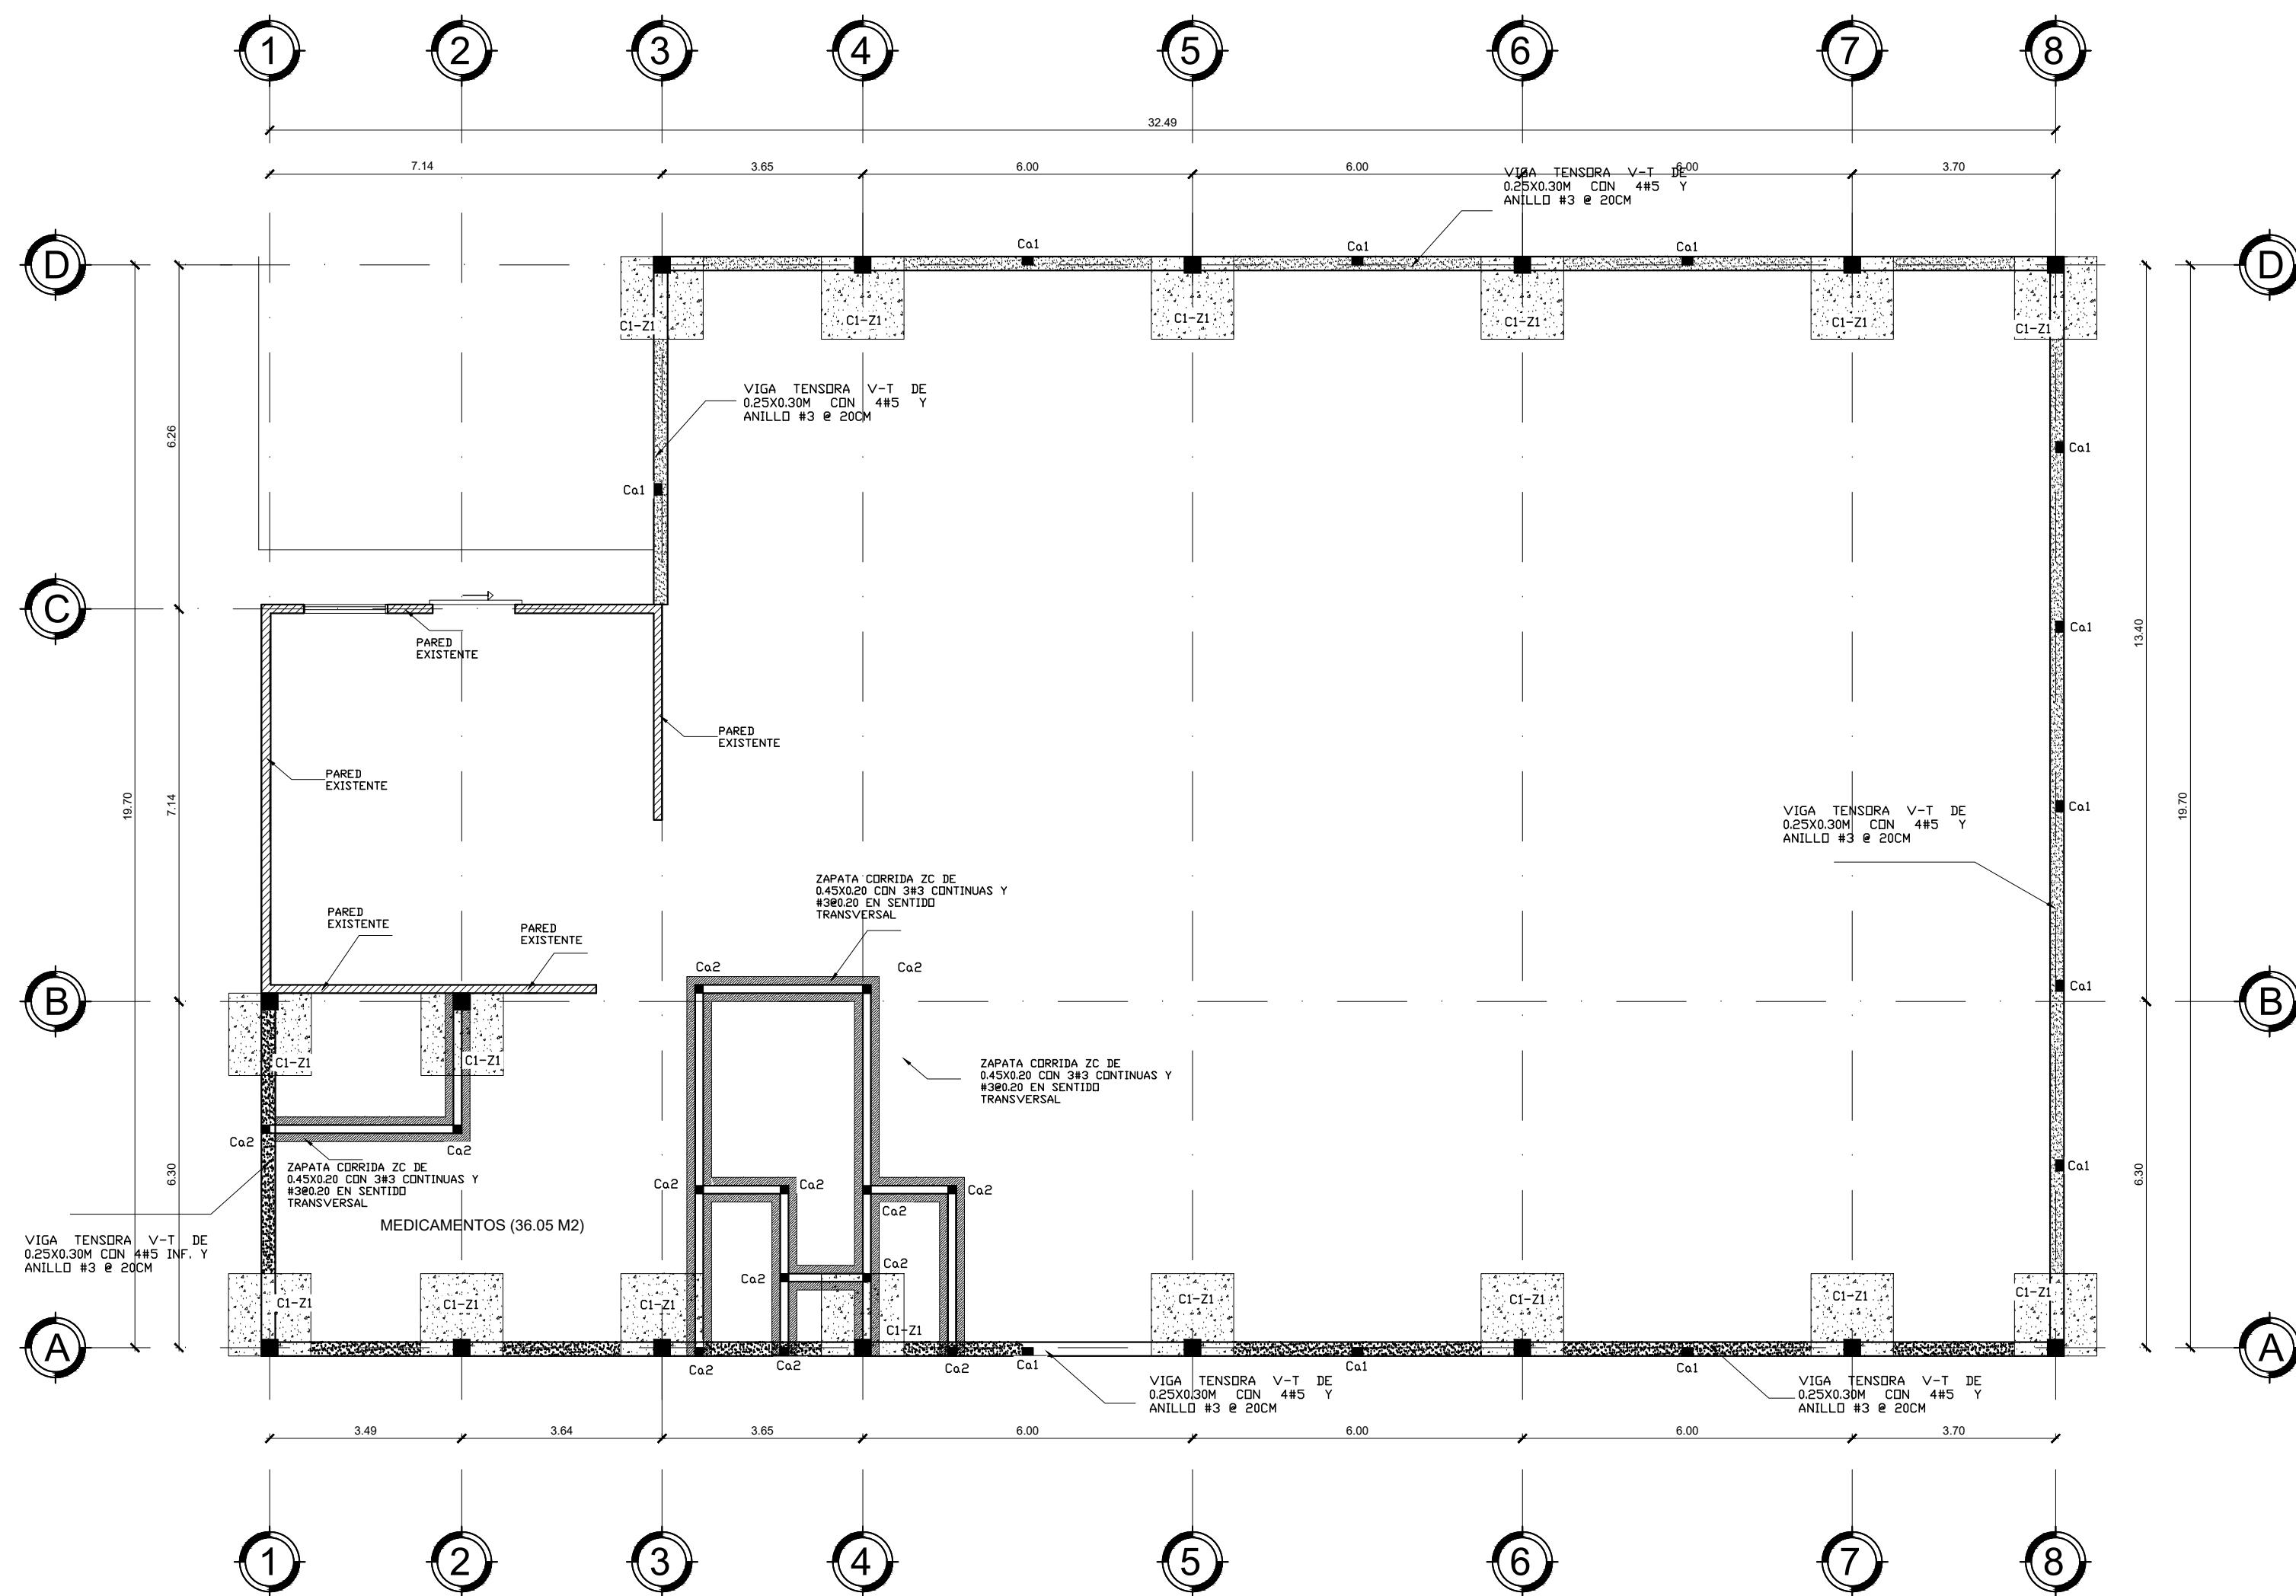 1 2 3 4 5 6 7 8
32.49
7.14 3.65 6.00 6.00 6.00 3.70
VIGA TENSORA V-T DE
0.25X0.30M CON 4#5 Y
ANILLO #3 @ 20CM
D D
Ca1 Ca1 Ca1
C1-Z1 C1-Z1 C1-Z1 C1-Z1 C1-Z1 C1-Z1
VIGA TENSORA V-T DE
0.25X0.30M CON 4#5 Y
ANILLO #3 @ 20CM
6.26
Ca1
Ca1
C
PARED
EXISTENTE
Ca1
13.40
PARED
EXISTENTE
PARED
EXISTENTE
19.70
7.14
Ca1
19.70
VIGA TENSORA V-T DE
0.25X0.30M CON 4#5 Y
ANILLO #3 @ 20CM
ZAPATA CORRIDA ZC DE
0.45X0.20 CON 3#3 CONTINUAS Y
#3@0.20 EN SENTIDO
TRANSVERSAL
PARED
EXISTENTE
PARED
EXISTENTE
Ca2 Ca2
Ca1
B B
C1-Z1 C1-Z1
ZAPATA CORRIDA ZC DE
0.45X0.20 CON 3#3 CONTINUAS Y
#3@0.20 EN SENTIDO
TRANSVERSAL
Ca2 Ca2
6.30
ZAPATA CORRIDA ZC DE
0.45X0.20 CON 3#3 CONTINUAS Y
#3@0.20 EN SENTIDO
TRANSVERSAL
Ca2 Ca2 Ca2
Ca2
Ca1
6.30
MEDICAMENTOS (36.05 M2)
VIGA TENSORA V-T DE
0.25X0.30M CON 4#5 INF. Y
ANILLO #3 @ 20CM
Ca2 Ca2
C1-Z1 C1-Z1 C1-Z1 C1-Z1 C1-Z1 C1-Z1 C1-Z1 C1-Z1
A A
Ca2 Ca2 Ca2 Ca1 Ca1 Ca1
VIGA TENSORA V-T DE
0.25X0.30M CON 4#5 Y
ANILLO #3 @ 20CM
VIGA TENSORA V-T DE
0.25X0.30M CON 4#5 Y
ANILLO #3 @ 20CM
3.49 3.64 3.65 6.00 6.00 6.00 3.70
1 2 3 4 5 6 7 8